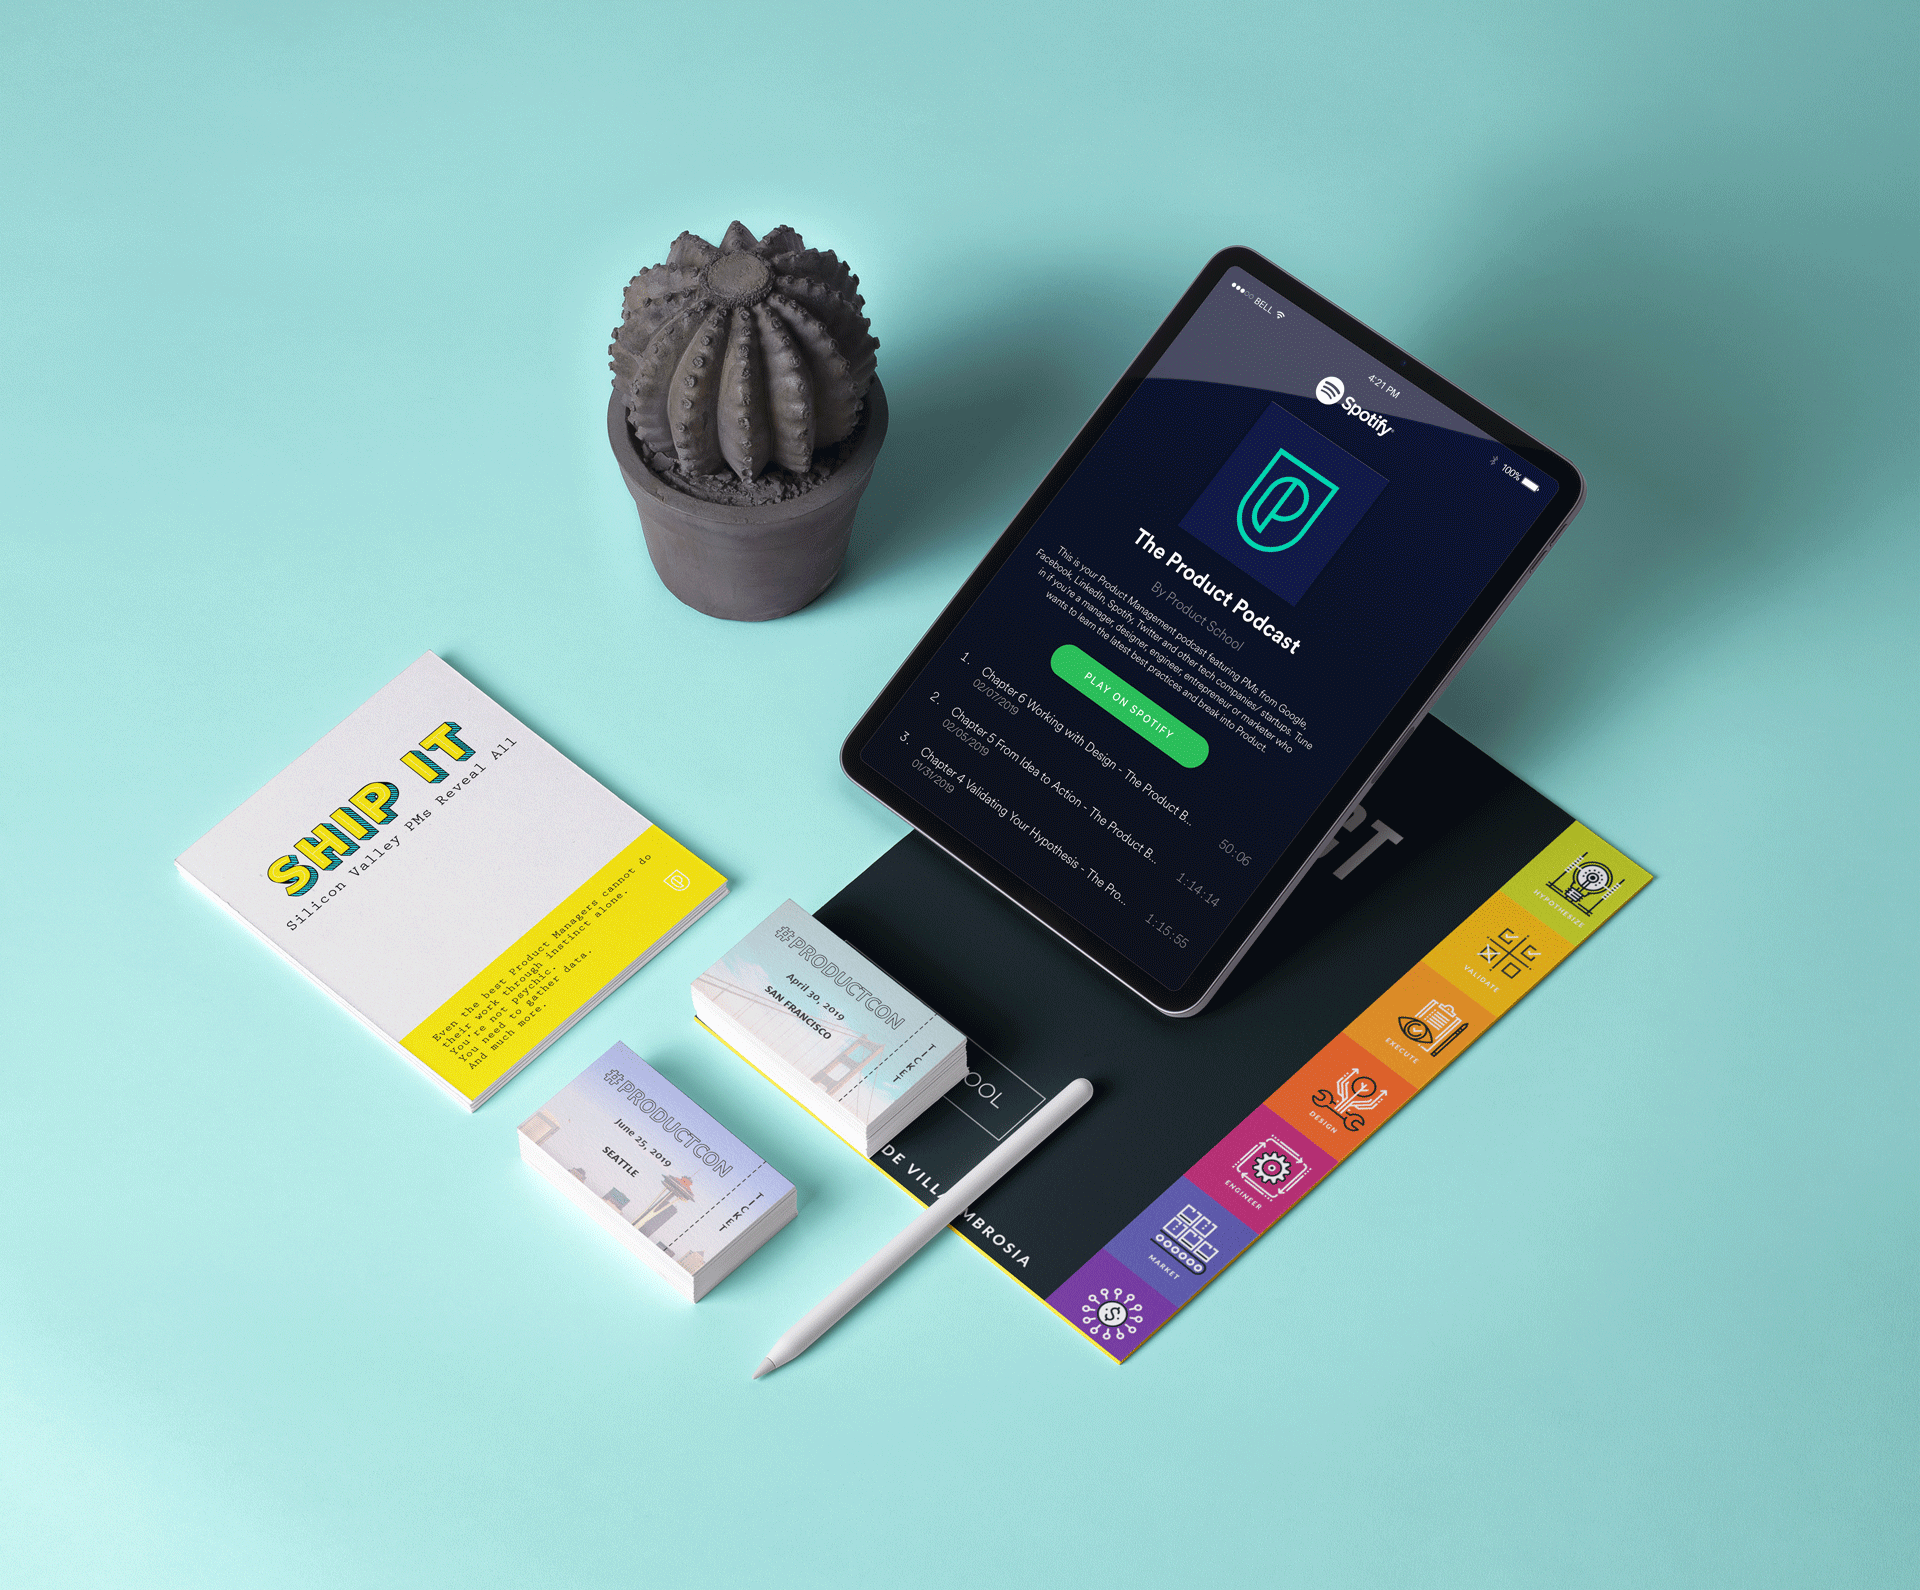 BELL
4:21 PM
100%
Spotify
The Product Podcast
By Product School
This is your Product Management podcast featuring PMs from Google,
Facebook, LinkedIn, Spotify, Twitter and other tech companies/ startups. Tune
in if you're a manager, designer, engineer, entrepreneur or marketer who
wants to learn the latest best practices and break into Product.
PLAY ON SPOTIFY
1. Chapter 6 Working with Design - The Product B...
02/07/2019
50:06
2. Chapter 5 From Idea to Action - The Product B...
02/05/2019
1:14:14
3. Chapter 4 Validating Your Hypothesis - The Pro...
01/31/2019
1:15:55
SHIP IT
Silicon Valley PMs Reveal All
Even the best Product Managers cannot do
their work through instinct alone.
You're not psychic.
You need to gather data.
And much more.
#PRODUCTCON
April 30, 2019
SAN FRANCISCO
TICKET
#PRODUCTCON
June 25, 2019
SEATTLE
TICKET
CT
OOL
DE VILLA
MBROSIA
HYPOTHESIZE
VALIDATE
EXECUTE
DESIGN
ENGINEER
MARKET